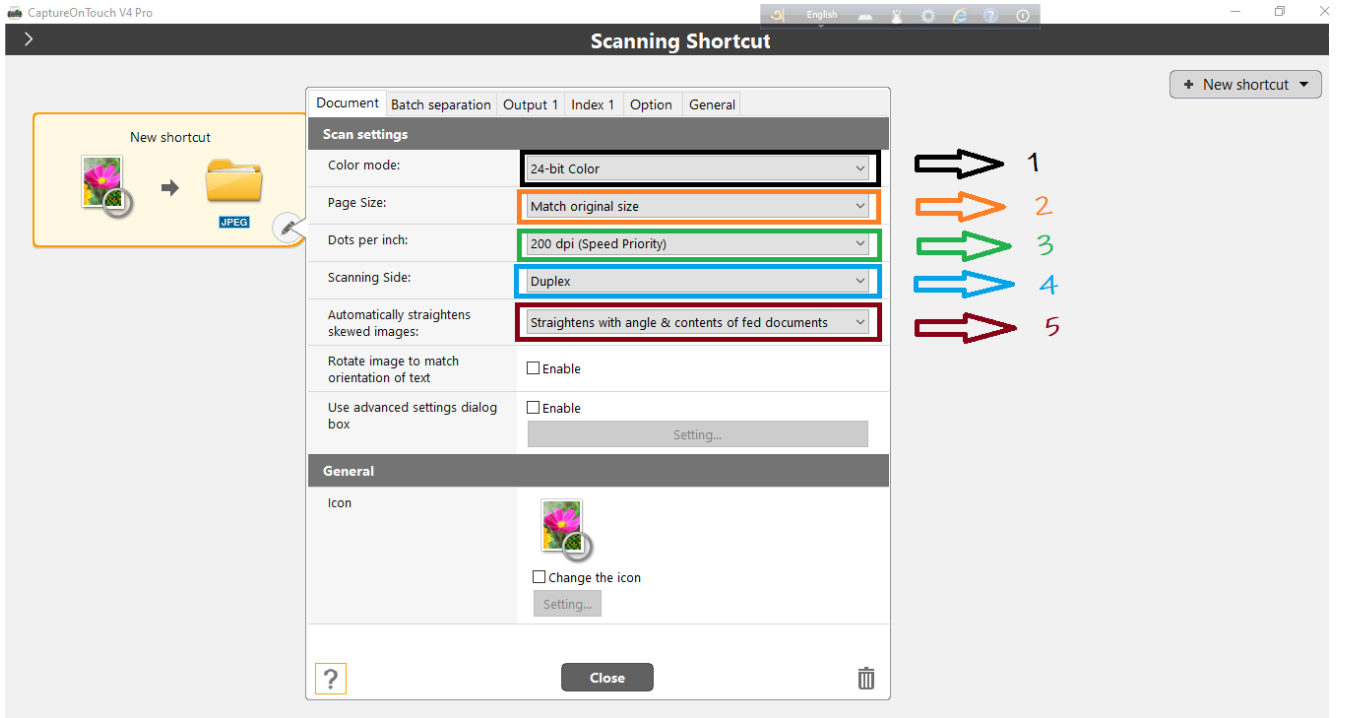 CaptureOnTouch V4 Pro
English
Scanning Shortcut
+ New shortcut
New shortcut
JPEG
Document Batch separation Output 1 Index 1 Option General
Scan settings
Color mode: 24-bit Color 1
Page Size: Match original size 2
Dots per inch: 200 dpi (Speed Priority) 3
Scanning Side: Duplex 4
Automatically straightens
skewed images: Straightens with angle & contents of fed documents 5
Rotate image to match
orientation of text Enable
Use advanced settings dialog
box Enable
Setting...
General
Icon
Change the icon
Setting...
? Close